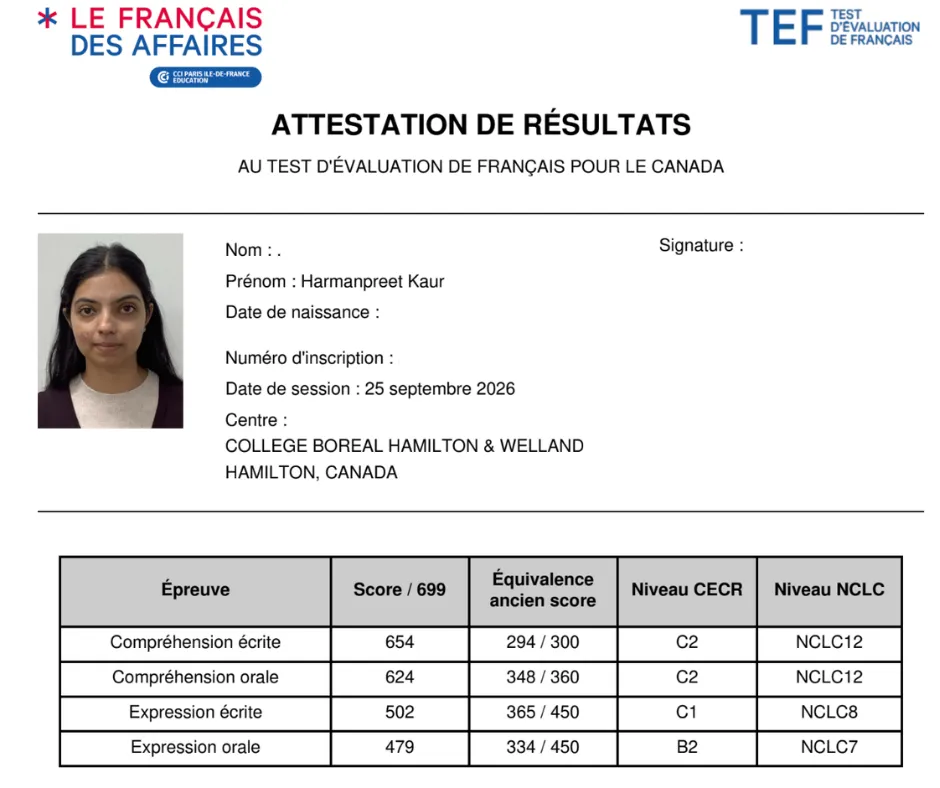 LE FRANÇAIS
DES AFFAIRES
CCI PARIS ILE-DE-FRANCE
EDUCATION
TEF TEST
D'ÉVALUATION
DE FRANÇAIS
ATTESTATION DE RÉSULTATS
AU TEST D'ÉVALUATION DE FRANÇAIS POUR LE CANADA
Nom : .
Signature :
Prénom : Harmanpreet Kaur
Date de naissance :
Numéro d'inscription :
Date de session : 25 septembre 2026
Centre :
COLLEGE BOREAL HAMILTON & WELLAND
HAMILTON, CANADA
Épreuve Score / 699 Équivalence ancien score Niveau CECR Niveau NCLC
Compréhension écrite 654 294 / 300 C2 NCLC12
Compréhension orale 624 348 / 360 C2 NCLC12
Expression écrite 502 365 / 450 C1 NCLC8
Expression orale 479 334 / 450 B2 NCLC7